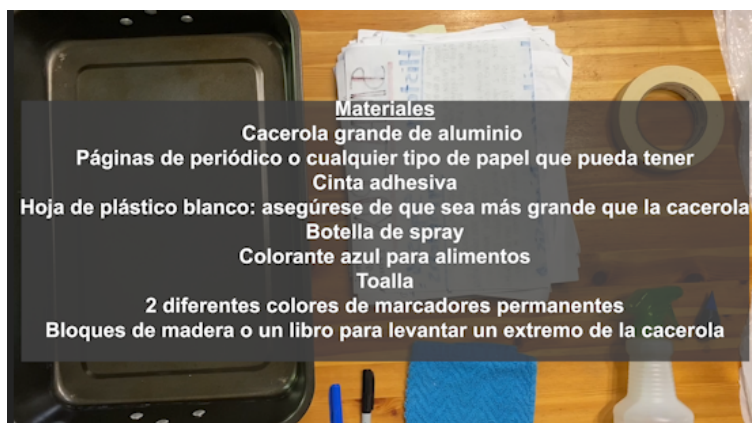 Materiales
Cacerola grande de aluminio
Páginas de periódico o cualquier tipo de papel que pueda tener
Cinta adhesiva
Hoja de plástico blanco: asegúrese de que sea más grande que la cacerola
Botella de spray
Colorante azul para alimentos
Toalla
2 diferentes colores de marcadores permanentes
Bloques de madera o un libro para levantar un extremo de la cacerola